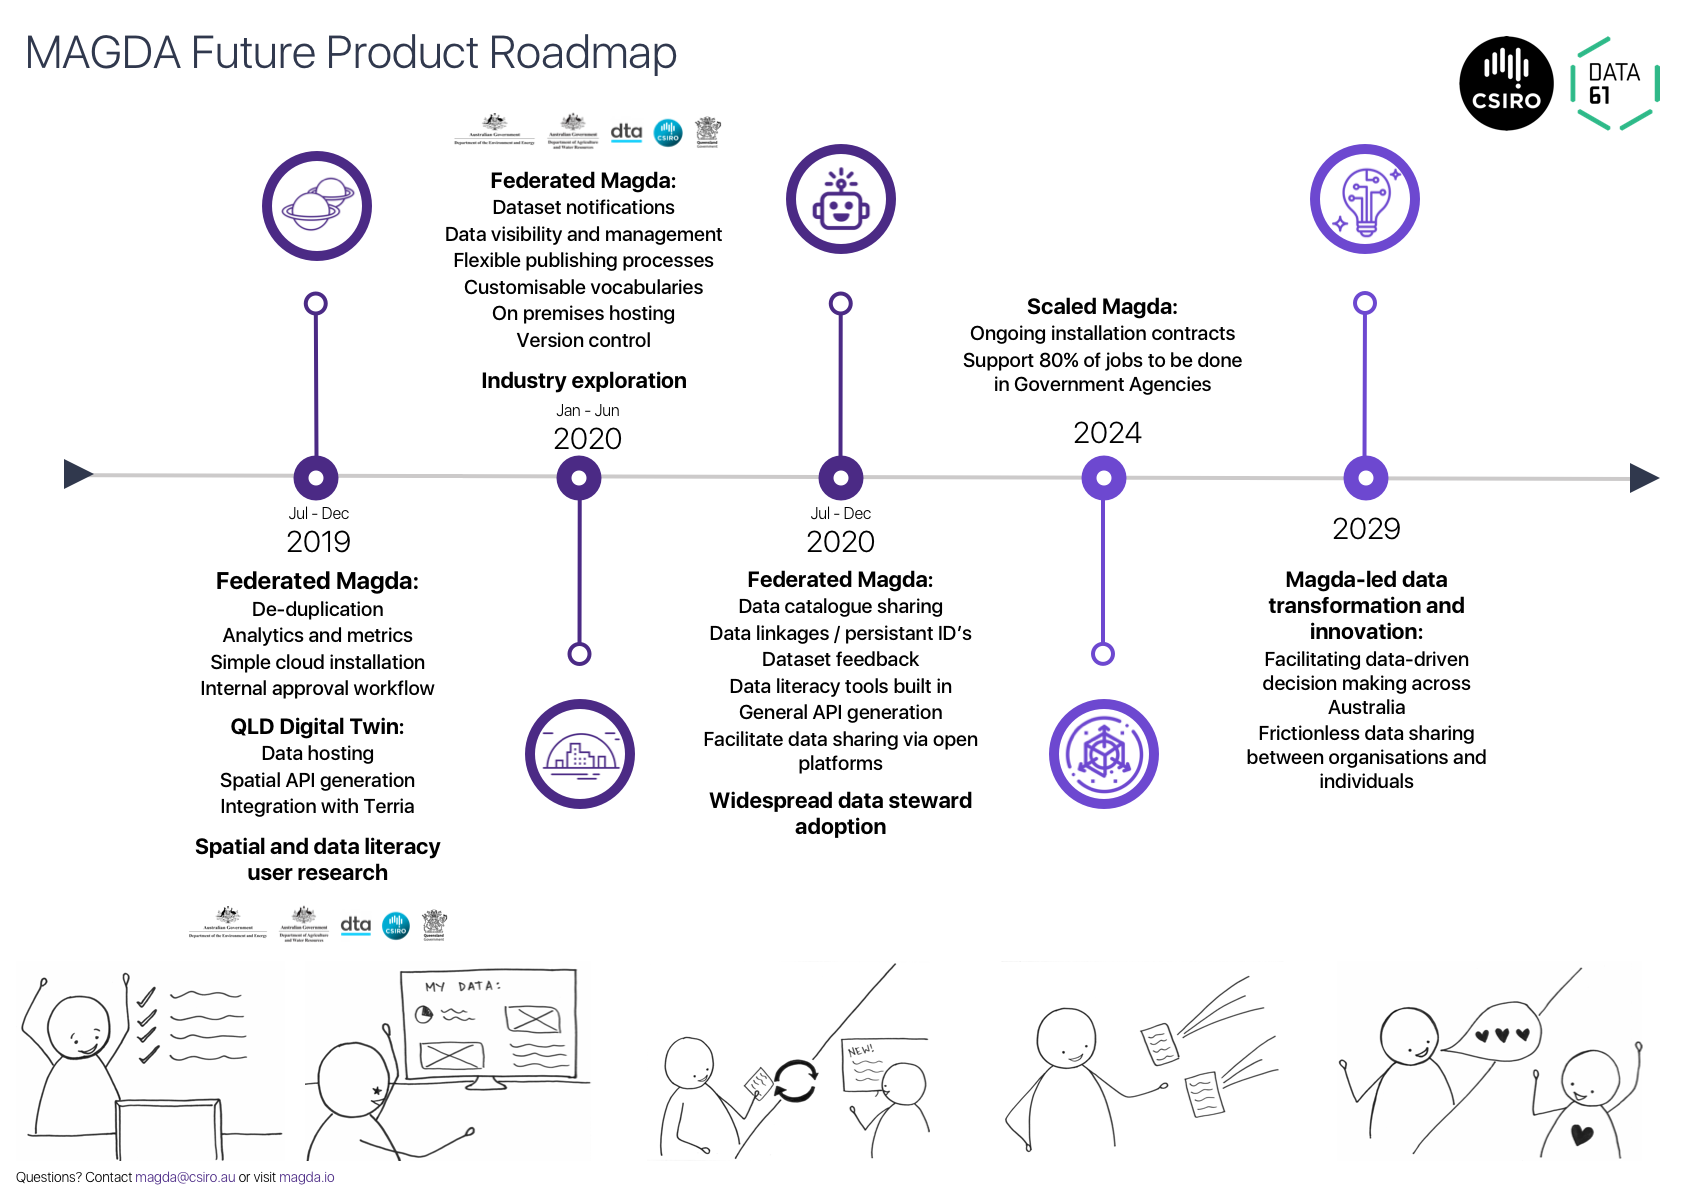 MAGDA Future Product Roadmap
CSIRO
DATA
61
Australian Government
Department of the Environment and Energy
Australian Government
Department of Agriculture
and Water Resources
dta
CSIRO
Queensland
Government
Federated Magda:
Dataset notifications
Data visibility and management
Flexible publishing processes
Customisable vocabularies
On premises hosting
Version control
Industry exploration
Jan - Jun
2020
Scaled Magda:
Ongoing installation contracts
Support 80% of jobs to be done
in Government Agencies
2024
Jul - Dec
2019
Federated Magda:
De-duplication
Analytics and metrics
Simple cloud installation
Internal approval workflow
QLD Digital Twin:
Data hosting
Spatial API generation
Integration with Terria
Spatial and data literacy
user research
Australian Government
Department of the Environment and Energy
Australian Government
Department of Agriculture
and Water Resources
dta
CSIRO
Queensland
Government
Jul - Dec
2020
Federated Magda:
Data catalogue sharing
Data linkages / persistant ID’s
Dataset feedback
Data literacy tools built in
General API generation
Facilitate data sharing via open
platforms
Widespread data steward
adoption
2029
Magda-led data
transformation and
innovation:
Facilitating data-driven
decision making across
Australia
Frictionless data sharing
between organisations and
individuals
MY DATA:
NEW!
Questions? Contact magda@csiro.au or visit magda.io